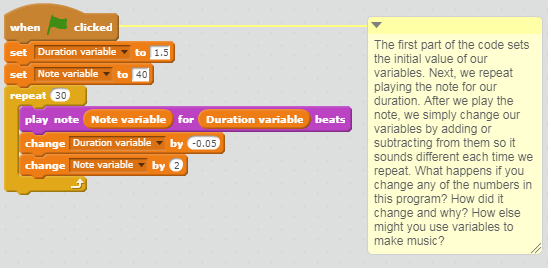 when clicked
set Duration variable to 1.5
set Note variable to 40
repeat 30
play note Note variable for Duration variable beats
change Duration variable by -0.05
change Note variable by 2
The first part of the code sets
the initial value of our
variables. Next, we repeat
playing the note for our
duration. After we play the
note, we simply change our
variables by adding or
subtracting from them so it
sounds different each time we
repeat. What happens if you
change any of the numbers in
this program? How did it
change and why? How else
might you use variables to
make music?